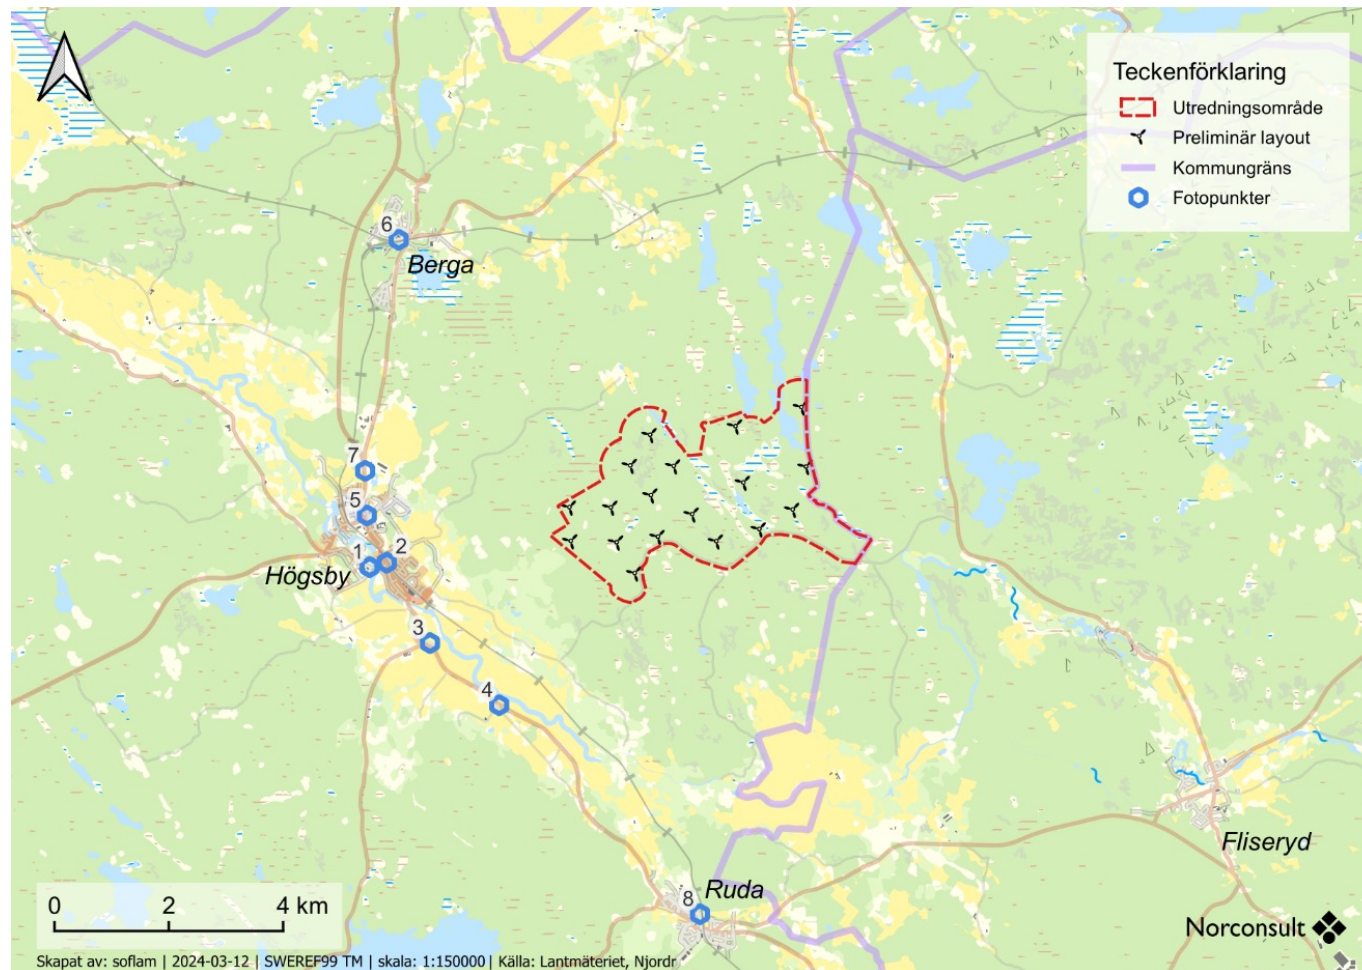 Teckenförklaring
Utredningsområde
Preliminär layout
Kommungräns
Fotopunkter
6
Berga
7
5
1
2
Högsby
3
4
8
Ruda
Fliseryd
0 2 4 km
Norconsult
Skapat av: soflam | 2024-03-12 | SWEREF99 TM | skala: 1:150000 | Källa: Lantmäteriet, Njordr